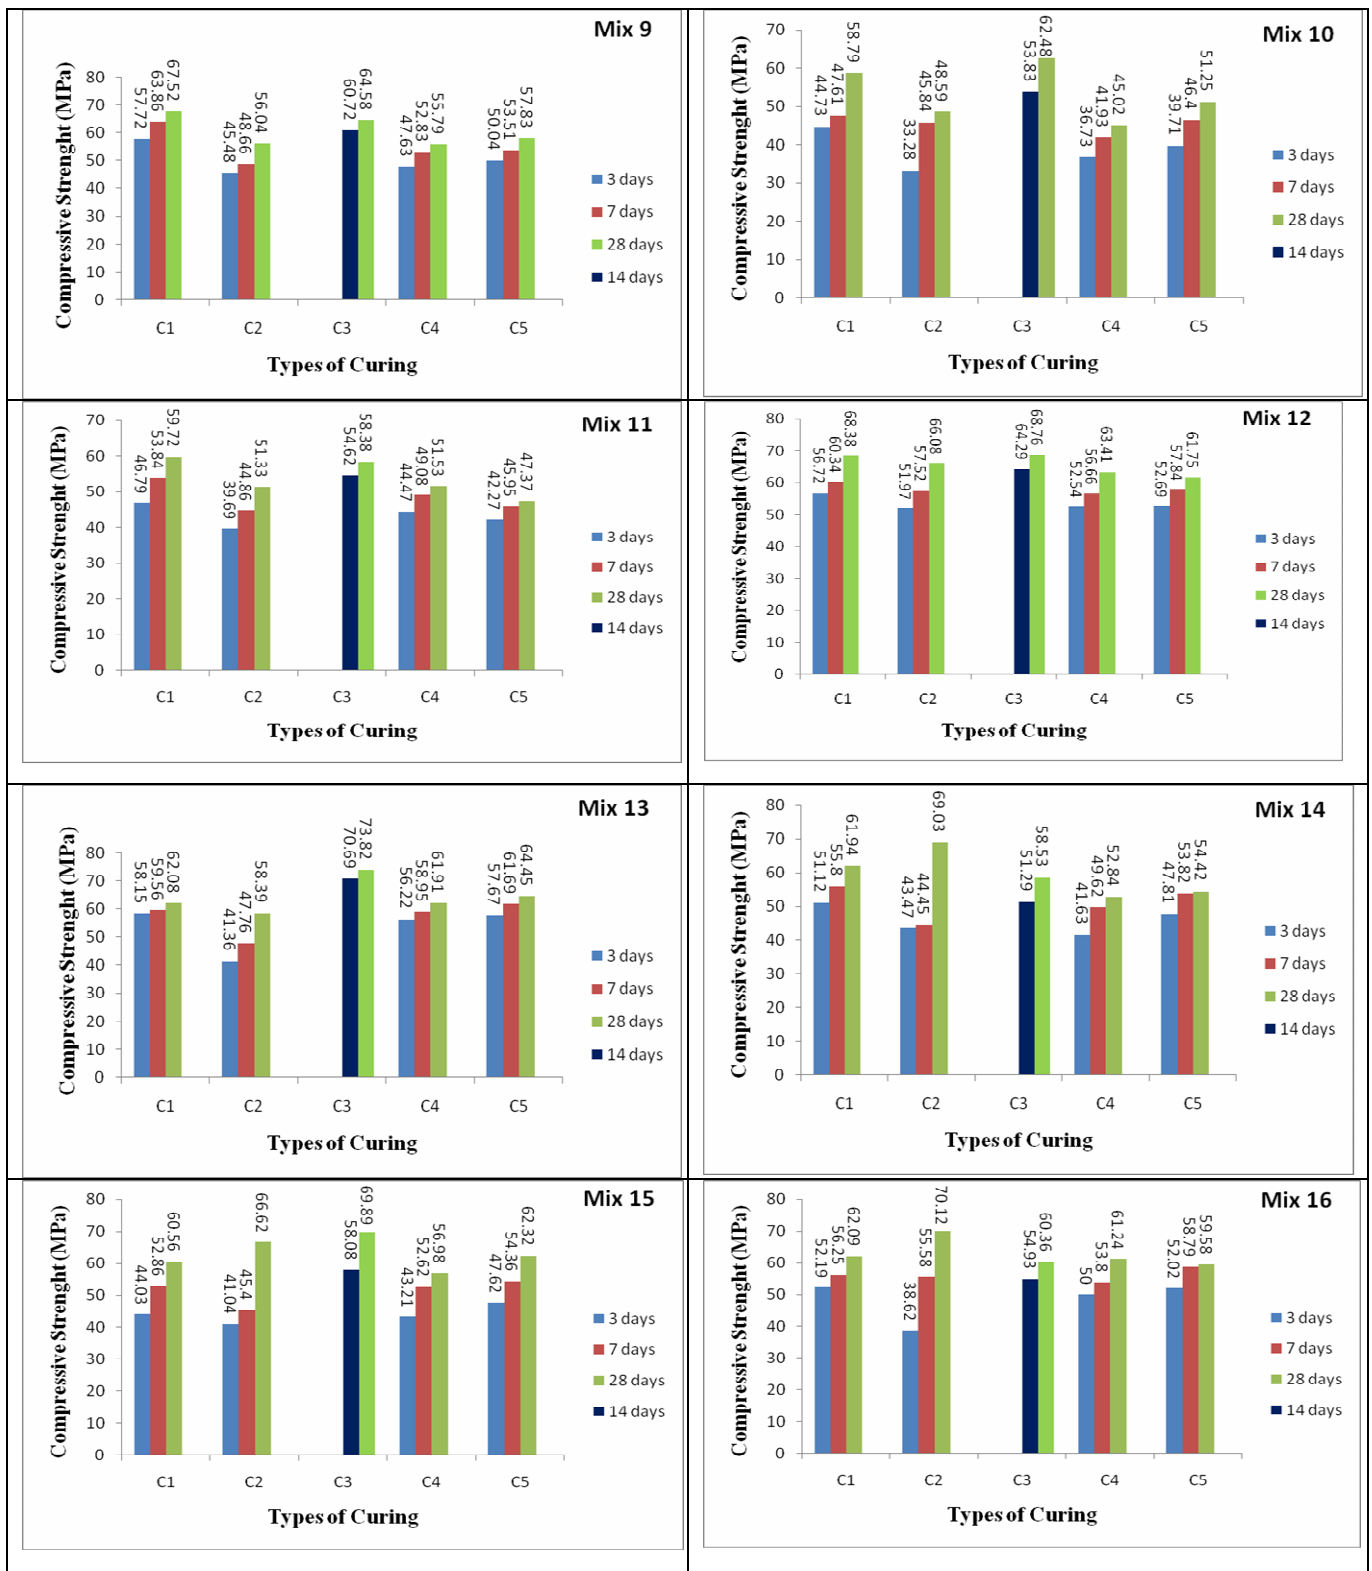 Mix 9
Compressive Strenght (MPa)
80
70
60
50
40
30
20
10
0
57.72
63.86
67.52
45.48
48.66
56.04
60.72
64.58
47.63
52.83
55.79
50.04
53.51
57.83
3 days
7 days
28 days
14 days
C1 C2 C3 C4 C5
Types of Curing
Mix 10
Compressive Strenght (MPa)
70
60
50
40
30
20
10
0
44.73
47.61
58.79
33.28
45.84
48.59
53.83
62.48
36.73
41.93
45.02
39.71
46.4
51.25
3 days
7 days
28 days
14 days
C1 C2 C3 C4 C5
Types of Curing
Mix 11
Compressive Strenght (MPa)
70
60
50
40
30
20
10
0
46.79
53.84
59.72
39.69
44.86
51.33
54.62
58.38
44.47
49.08
51.53
42.27
45.95
47.37
3 days
7 days
28 days
14 days
C1 C2 C3 C4 C5
Types of Curing
Mix 12
Compressive Strenght (MPa)
80
70
60
50
40
30
20
10
0
56.72
60.34
68.38
51.97
57.52
66.08
64.29
68.76
52.54
56.66
63.41
52.69
57.84
61.75
3 days
7 days
28 days
14 days
C1 C2 C3 C4 C5
Types of Curing
Mix 13
Compressive Strenght (MPa)
80
70
60
50
40
30
20
10
0
58.15
59.56
62.08
41.36
47.76
58.39
70.69
73.82
56.22
58.95
61.91
57.67
61.69
64.45
3 days
7 days
28 days
14 days
C1 C2 C3 C4 C5
Types of Curing
Mix 14
Compressive Strenght (MPa)
80
70
60
50
40
30
20
10
0
51.12
55.8
61.94
43.47
44.45
69.03
51.29
58.53
41.63
49.62
52.84
47.81
53.82
54.42
3 days
7 days
28 days
14 days
C1 C2 C3 C4 C5
Types of Curing
Mix 15
Compressive Strenght (MPa)
80
70
60
50
40
30
20
10
0
44.03
52.86
60.56
41.04
45.4
66.62
58.08
69.89
43.21
52.62
56.98
47.62
54.36
62.32
3 days
7 days
28 days
14 days
C1 C2 C3 C4 C5
Types of Curing
Mix 16
Compressive Strenght (MPa)
80
70
60
50
40
30
20
10
0
52.19
56.25
62.09
38.62
55.58
70.12
54.93
60.36
50
53.8
61.24
52.02
58.79
59.58
3 days
7 days
28 days
14 days
C1 C2 C3 C4 C5
Types of Curing